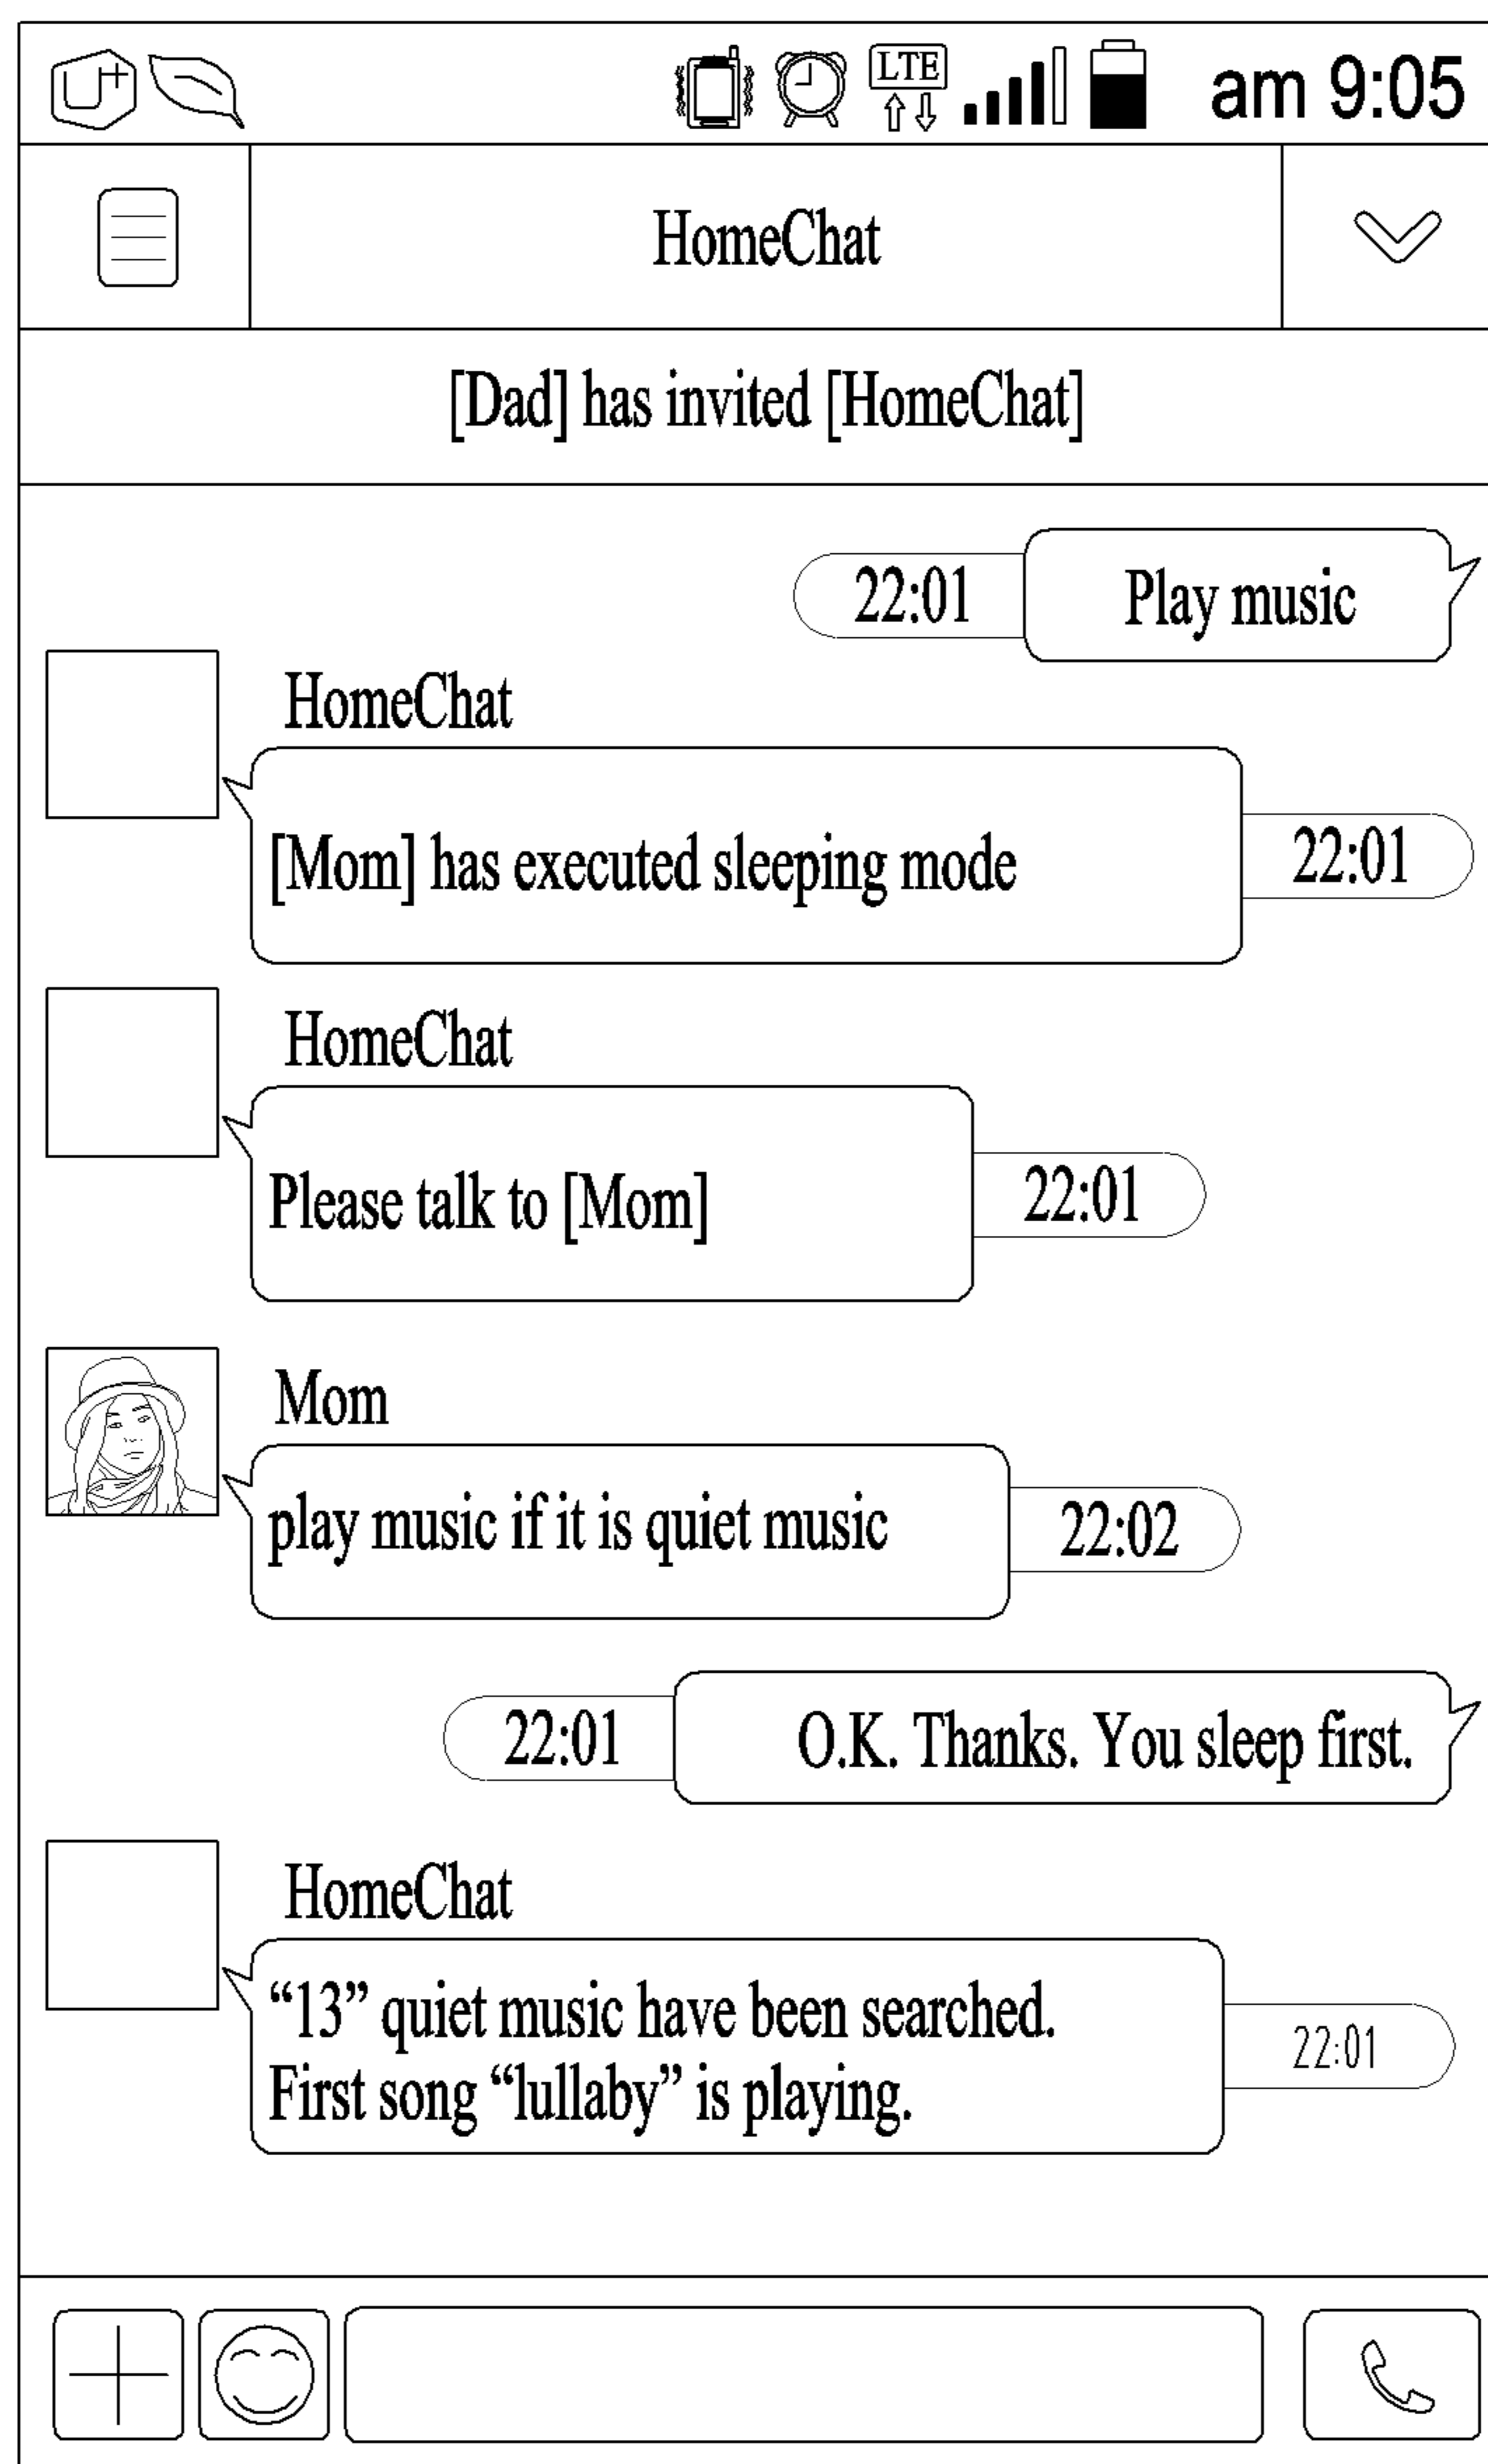 U+ LTE am 9:05
HomeChat
[Dad] has invited [HomeChat]
22:01 Play music
HomeChat
[Mom] has executed sleeping mode 22:01
HomeChat
Please talk to [Mom] 22:01
Mom
play music if it is quiet music 22:02
22:01 O.K. Thanks. You sleep first.
HomeChat
“13” quiet music have been searched.
First song “lullaby” is playing.
22:01